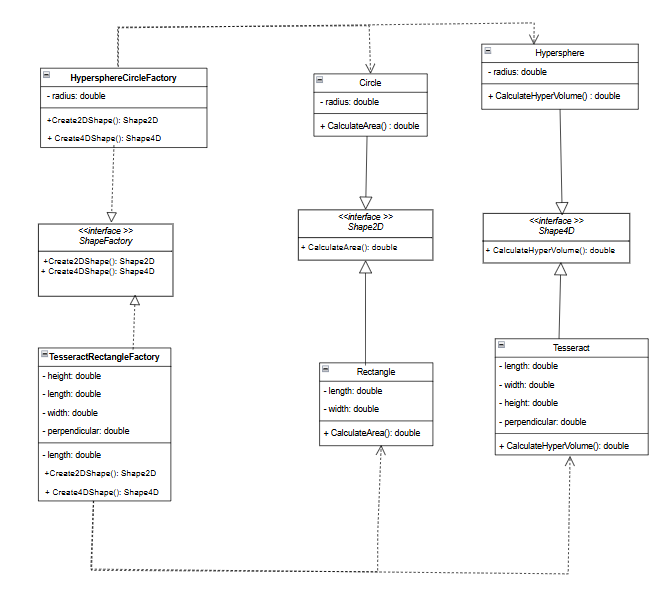 HypersphereCircleFactory
- radius: double
+Create2DShape(): Shape2D
+ Create4DShape(): Shape4D
Circle
- radius: double
+ CalculateArea() : double
Hypersphere
- radius: double
+ CalculateHyperVolume() : double
<<interface >>
ShapeFactory
+Create2DShape(): Shape2D
+ Create4DShape(): Shape4D
<<interface >>
Shape2D
+ CalculateArea(): double
<<interface >>
Shape4D
+ CalculateHyperVolume(): double
TesseractRectangleFactory
- height: double
- length: double
- width: double
- perpendicular: double
- length: double
+Create2DShape(): Shape2D
+ Create4DShape(): Shape4D
Rectangle
- length: double
- width: double
+ CalculateArea(): double
Tesseract
- length: double
- width: double
- height: double
- perpendicular: double
+ CalculateHyperVolume(): double